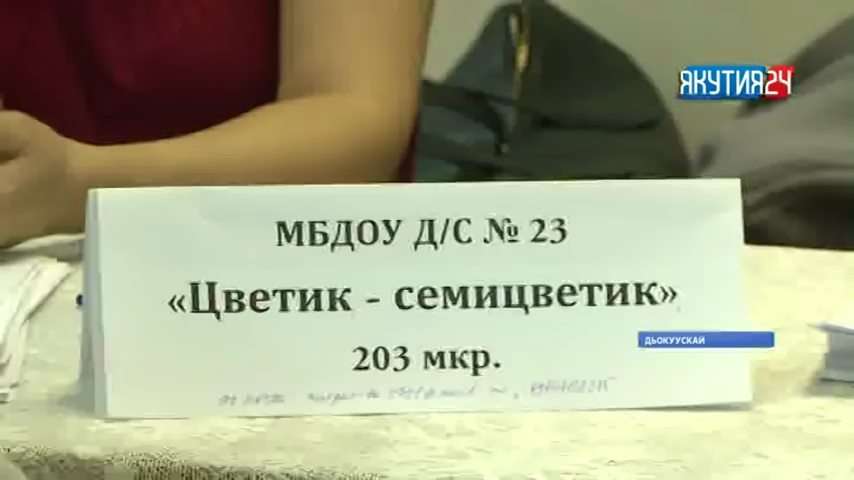 ЯКУТИЯ24
МБДОУ Д/С № 23
«Цветик - семицветик»
203 мкр.
ДЬОКУУСКАЙ